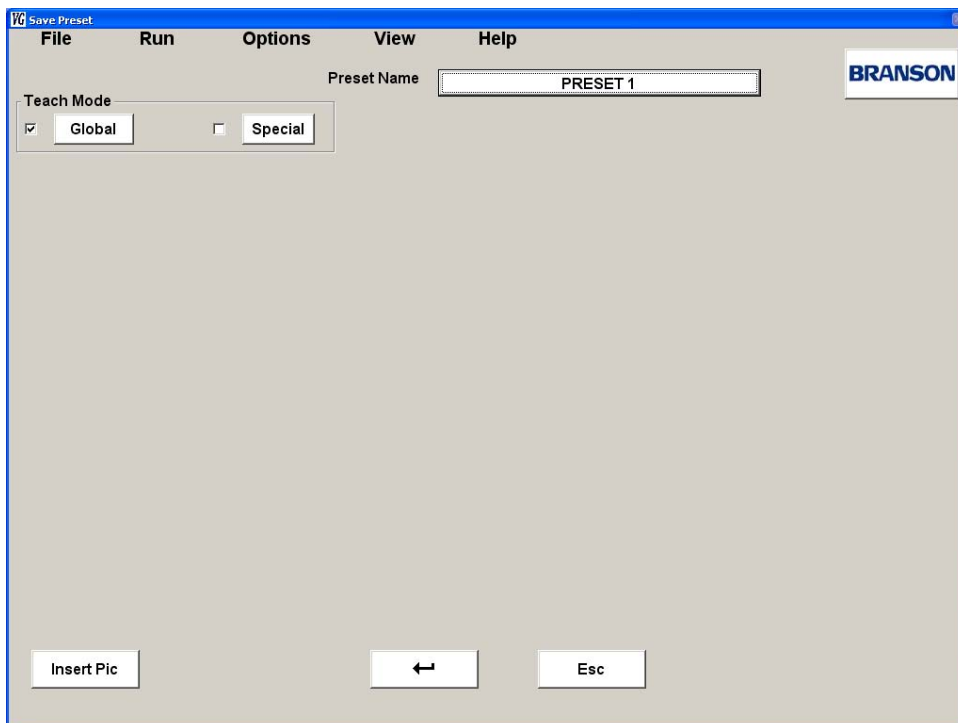 VG Save Preset
File Run Options View Help
Preset Name PRESET 1
BRANSON
Teach Mode
Global Special
Insert Pic Esc